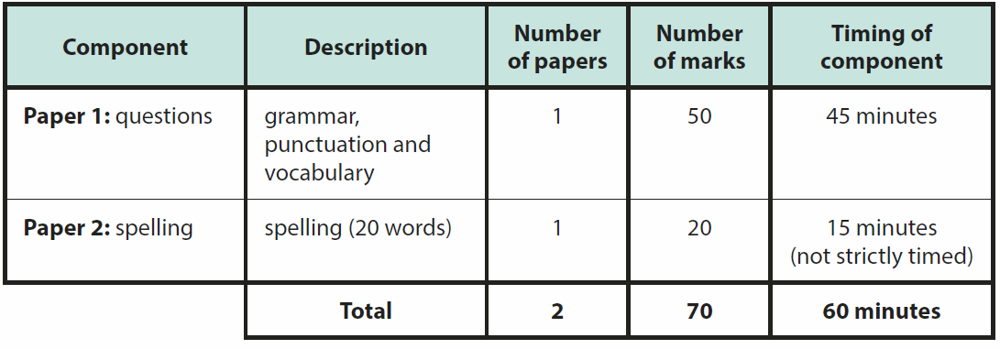 Component Description Number of papers Number of marks Timing of component
Paper 1: questions grammar, punctuation and vocabulary 1 50 45 minutes
Paper 2: spelling spelling (20 words) 1 20 15 minutes (not strictly timed)
Total 2 70 60 minutes